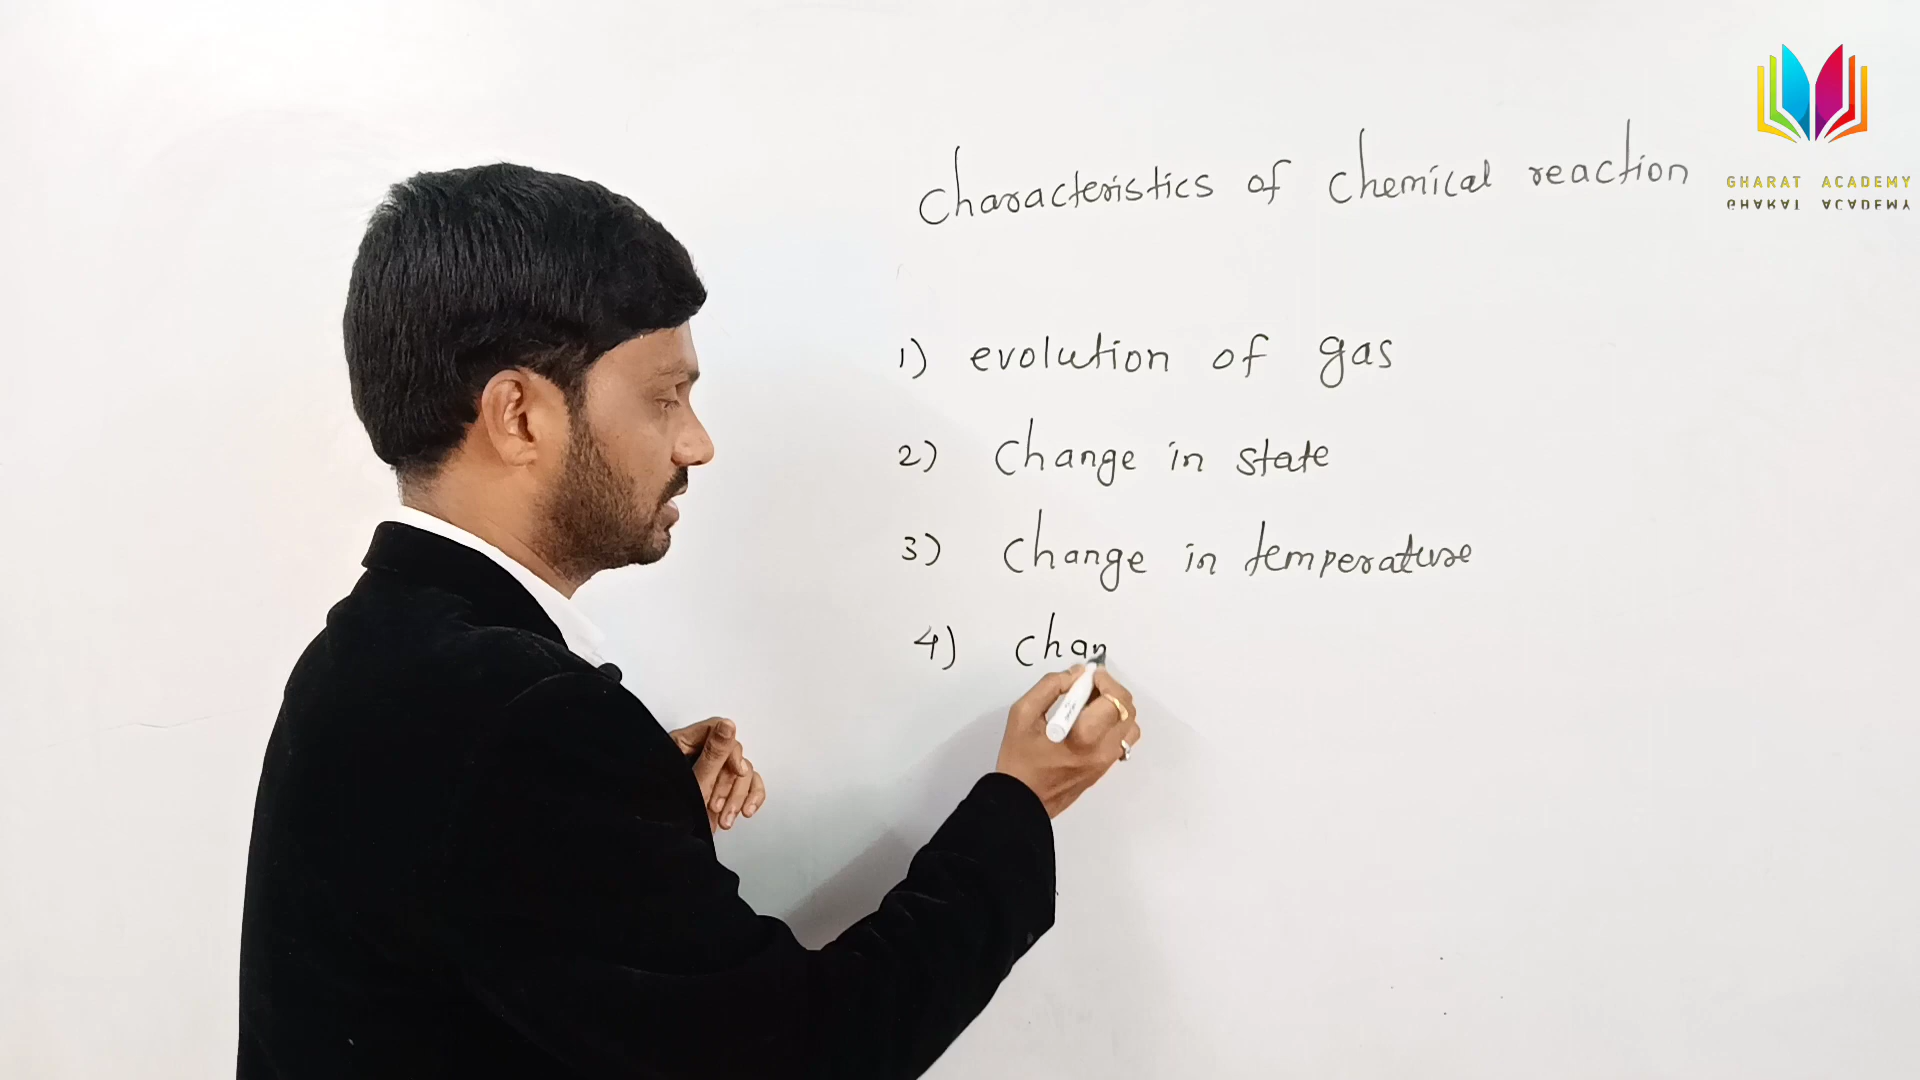 Characteristics of chemical reaction
GHARAT ACADEMY
1) evolution of gas
2) Change in state
3) Change in temperature
4) Chan